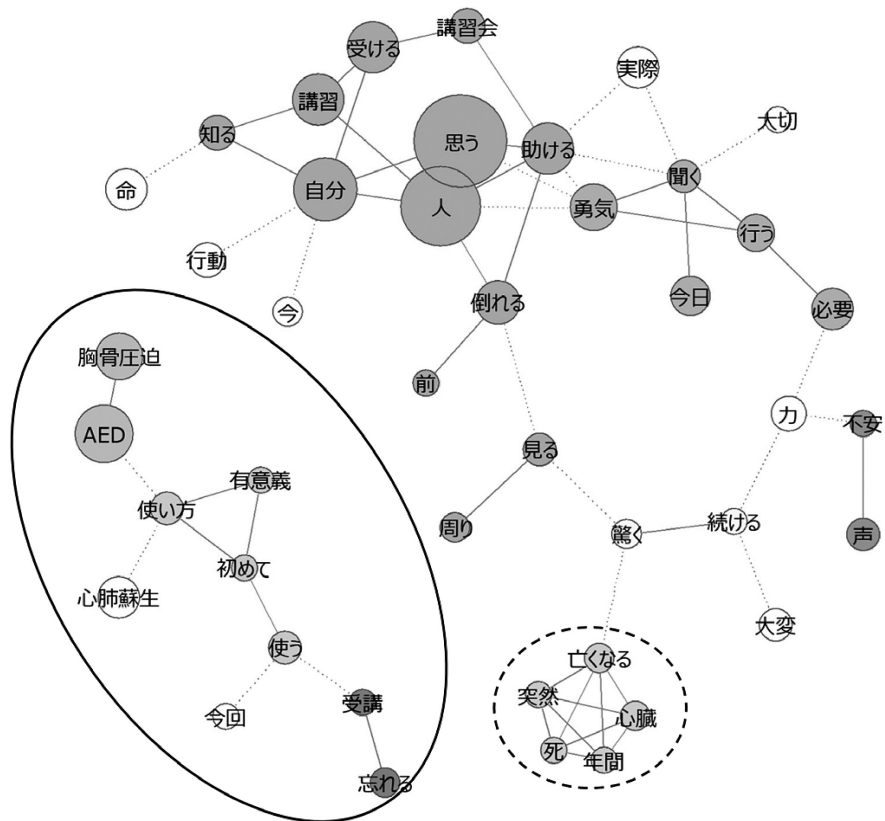 講習会
受ける
実際
講習
大切
知る
思う
助ける
聞く
命
自分
人
勇気
行う
行動
今
倒れる
今日
必要
胸骨圧迫
前
力
不安
AED
見る
有意義
使い方
周り
驚く
続ける
声
初めて
心肺蘇生
大変
使う
亡くなる
今回
受講
突然
心臓
死
年間
忘れる